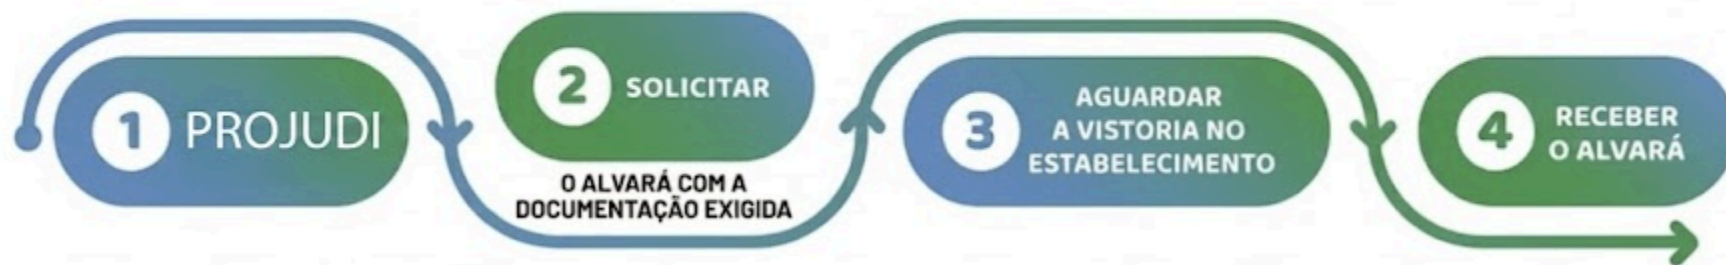 1 PROJUDI
2 SOLICITAR
O ALVARÁ COM A
DOCUMENTAÇÃO EXIGIDA
3 AGUARDAR
A VISTORIA NO
ESTABELECIMENTO
4 RECEBER
O ALVARÁ